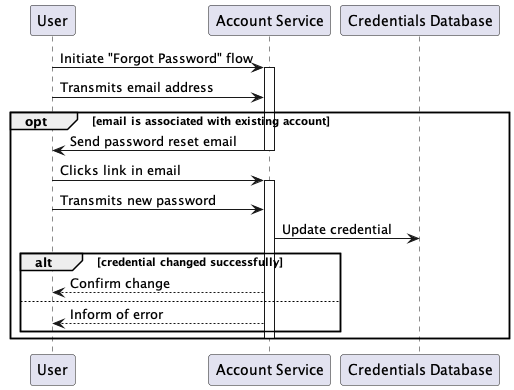 User Account Service Credentials Database
Initiate "Forgot Password" flow
Transmits email address
opt [email is associated with existing account]
Send password reset email
Clicks link in email
Transmits new password
Update credential
alt [credential changed successfully]
Confirm change
Inform of error
User Account Service Credentials Database